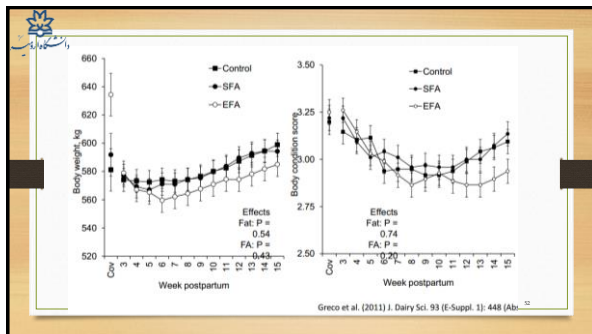 دانشگاه ارومیه
660
640
620
600
580
560
540
520
Body weight, kg
Control
SFA
EFA
Effects
Fat: P =
0.54
FA: P =
0.43
Cov 3 4 5 6 7 8 9 10 11 12 13 14 15
Week postpartum
3.50
3.25
3.00
2.75
2.50
Body condition score
Control
SFA
EFA
Effects
Fat: P =
0.74
FA: P =
0.20
Cov 3 4 5 6 7 8 9 10 11 12 13 14 15
Week postpartum
Greco et al. (2011) J. Dairy Sci. 93 (E-Suppl. 1): 448 (Abs
52